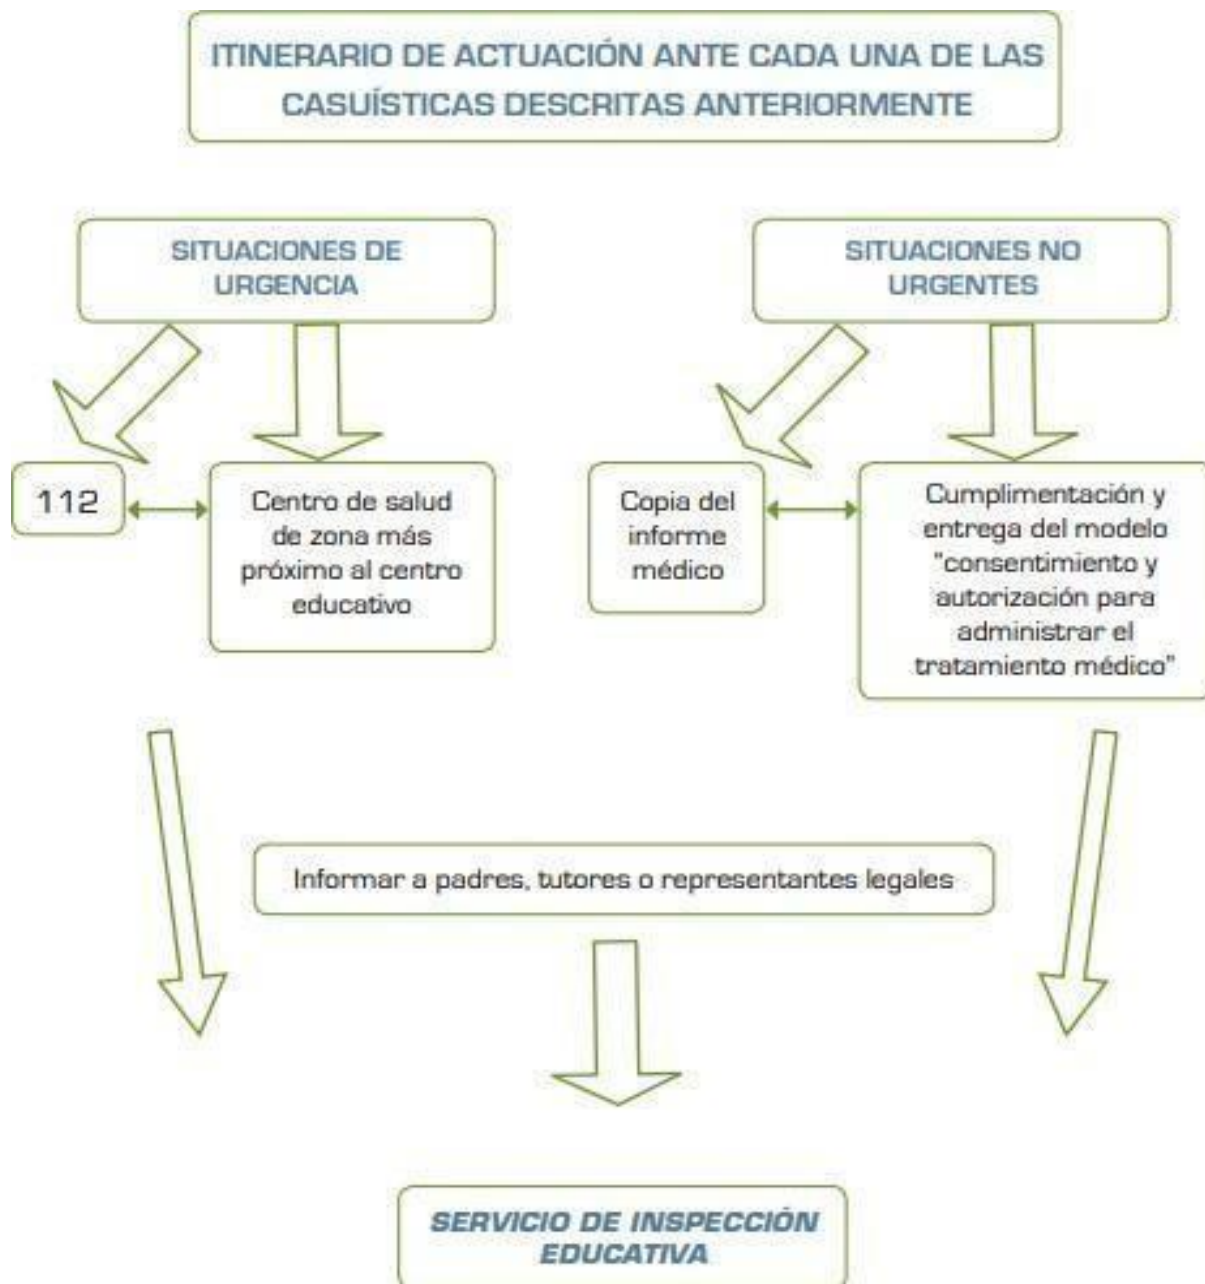 ITINERARIO DE ACTUACIÓN ANTE CADA UNA DE LAS
CASUÍSTICAS DESCRITAS ANTERIORMENTE
SITUACIONES DE
URGENCIA
SITUACIONES NO
URGENTES
112
Centro de salud
de zona más
próximo al centro
educativo
Copia del
informe
médico
Cumplimentación y
entrega del modelo
"consentimiento y
autorización para
administrar el
tratamiento médico"
Informar a padres, tutores o representantes legales
SERVICIO DE INSPECCIÓN
EDUCATIVA